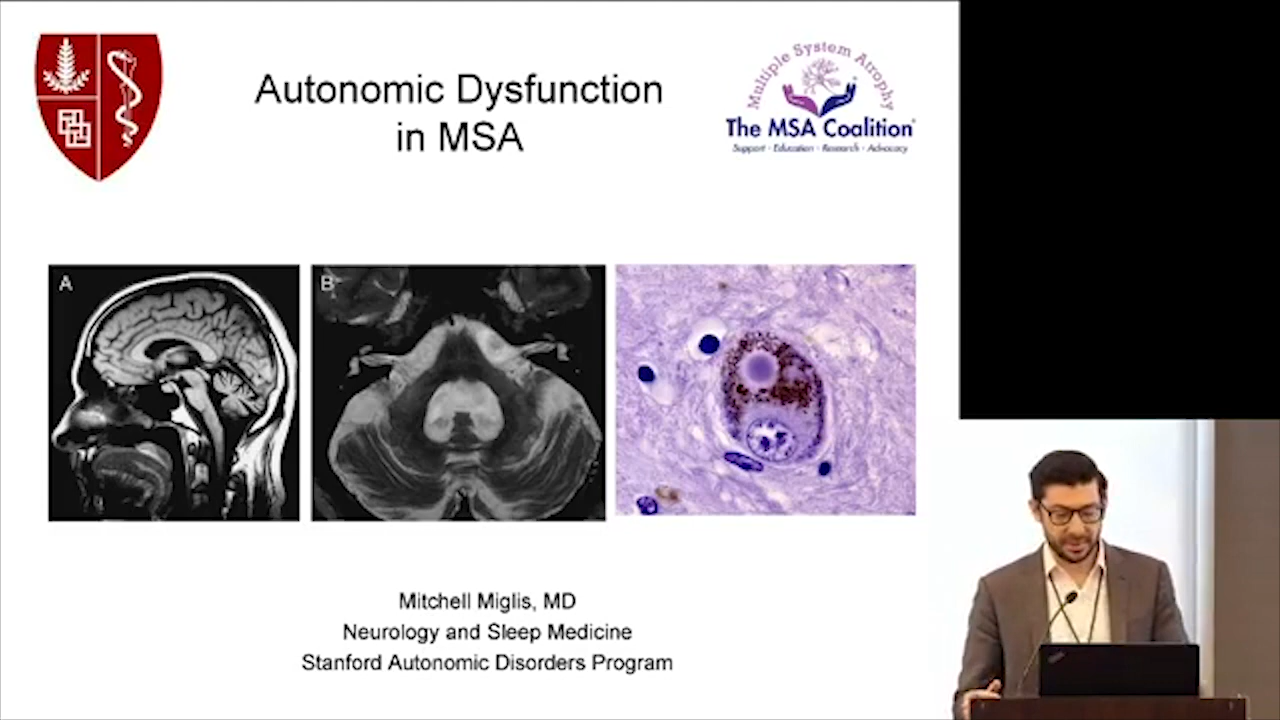 Autonomic Dysfunction
in MSA
Multiple System Atrophy
The MSA Coalition®
Support · Education · Research · Advocacy
A
B
Mitchell Miglis, MD
Neurology and Sleep Medicine
Stanford Autonomic Disorders Program